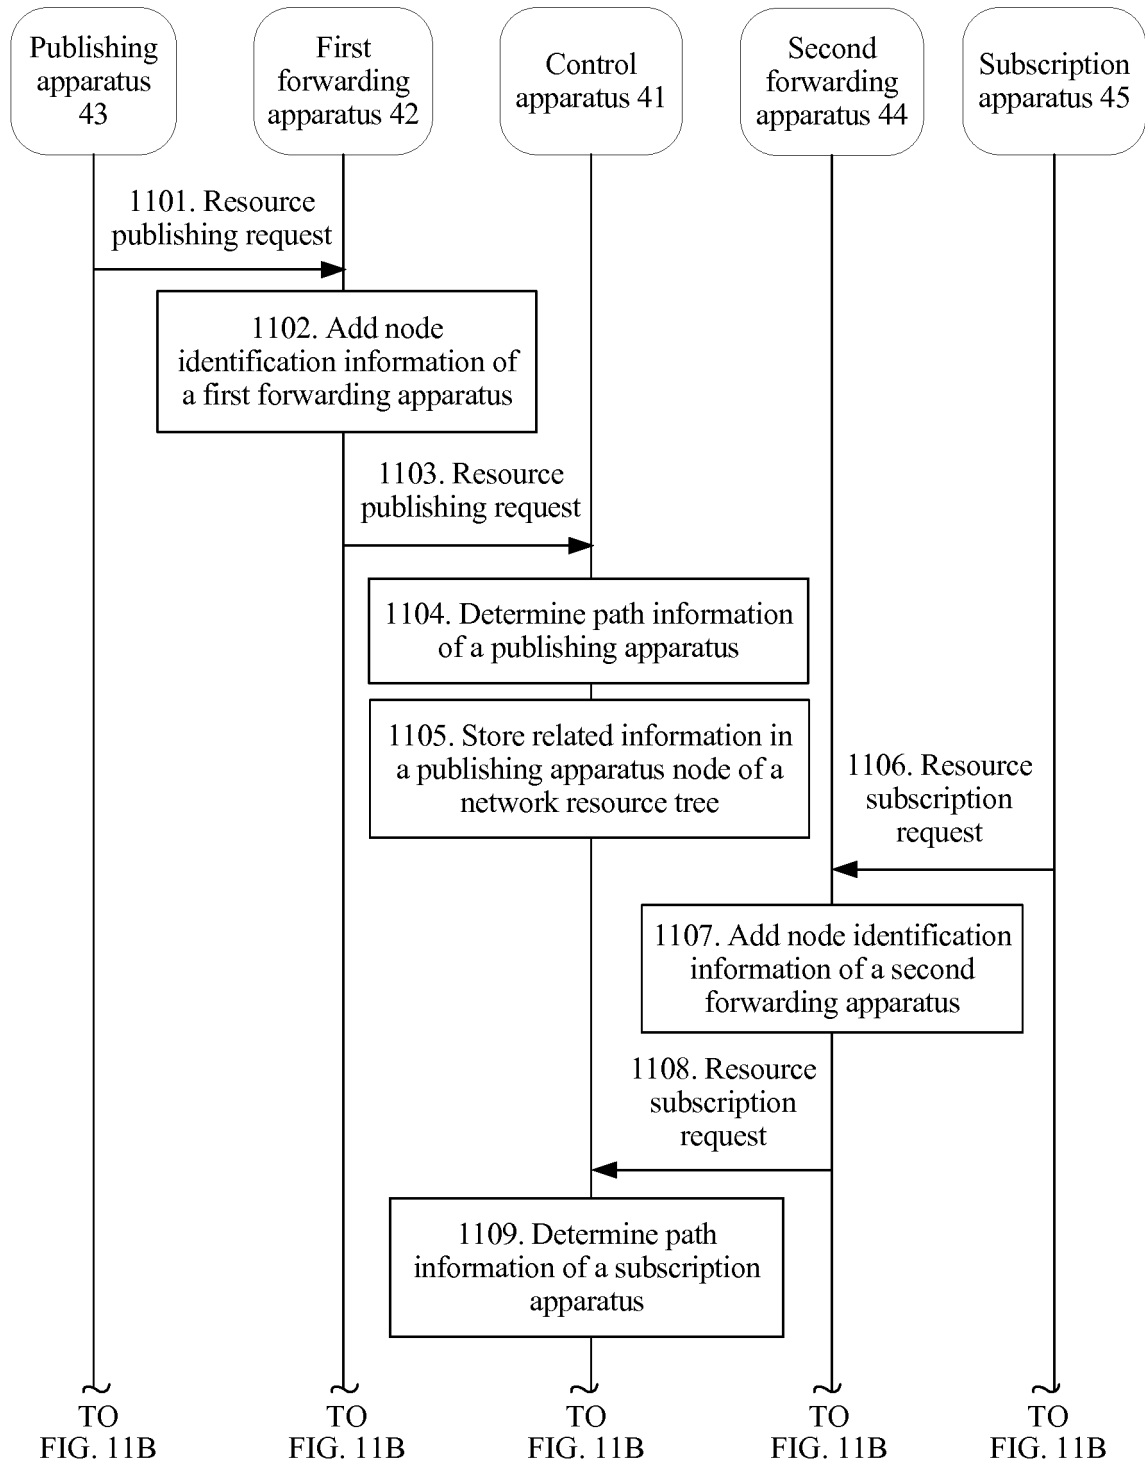 Publishing
apparatus
43
First
forwarding
apparatus 42
Control
apparatus 41
Second
forwarding
apparatus 44
Subscription
apparatus 45
1101. Resource
publishing request
1102. Add node
identification information of
a first forwarding apparatus
1103. Resource
publishing request
1104. Determine path information
of a publishing apparatus
1105. Store related information in
a publishing apparatus node of a
network resource tree
1106. Resource
subscription
request
1107. Add node identification
information of a second
forwarding apparatus
1108. Resource
subscription
request
1109. Determine path
information of a subscription
apparatus
TO
FIG. 11B
TO
FIG. 11B
TO
FIG. 11B
TO
FIG. 11B
TO
FIG. 11B